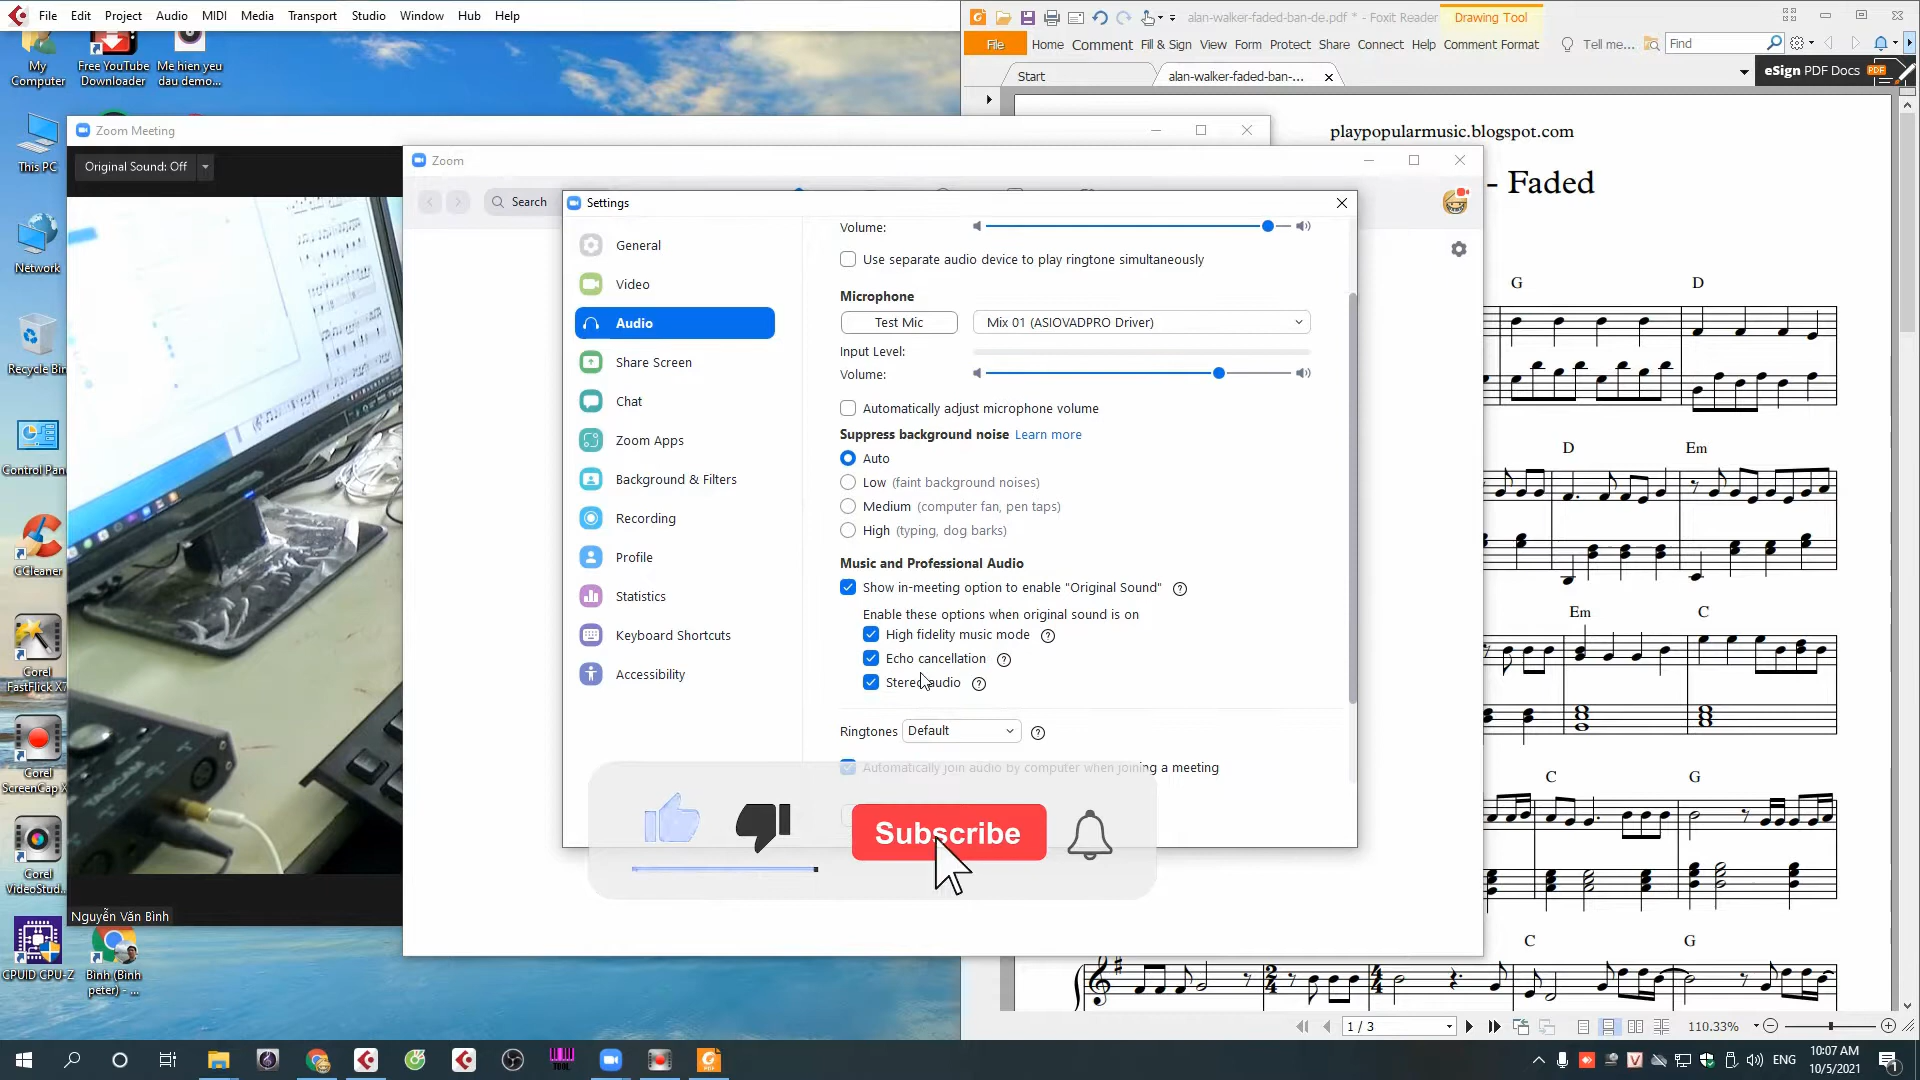 File Edit Project Audio MIDI Media Transport Studio Window Hub Help
My Computer
Free YouTube Downloader
Me hien yeu dau demo...
This PC
Network
Recycle Bin
Control Pan
CCleaner
Corel FastFlick X7
Corel ScreenCap X
Corel VideoStud...
CPUID CPU-Z
Binh (Binh peter) - ...
Zoom Meeting
Original Sound: Off
Nguyễn Văn Bình
Zoom
Search
Settings
General
Video
Audio
Share Screen
Chat
Zoom Apps
Background & Filters
Recording
Profile
Statistics
Keyboard Shortcuts
Accessibility
Volume:
Use separate audio device to play ringtone simultaneously
Microphone
Test Mic
Mix 01 (ASIOVADPRO Driver)
Input Level:
Volume:
Automatically adjust microphone volume
Suppress background noise Learn more
Auto
Low (faint background noises)
Medium (computer fan, pen taps)
High (typing, dog barks)
Music and Professional Audio
Show in-meeting option to enable "Original Sound"
Enable these options when original sound is on
High fidelity music mode
Echo cancellation
Stereo audio
Ringtones Default
Automatically join audio by computer when joining a meeting
Subscribe
alan-walker-faded-ban-de.pdf * - Foxit Reader
Drawing Tool
File Home Comment Fill & Sign View Form Protect Share Connect Help Comment Format Tell me... Find
Start
alan-walker-faded-ban-...
eSign PDF Docs
playpopularmusic.blogspot.com
- Faded
G D
D Em
Em C
C G
C G
1 / 3
110.33%
ENG
10:07 AM
10/5/2021